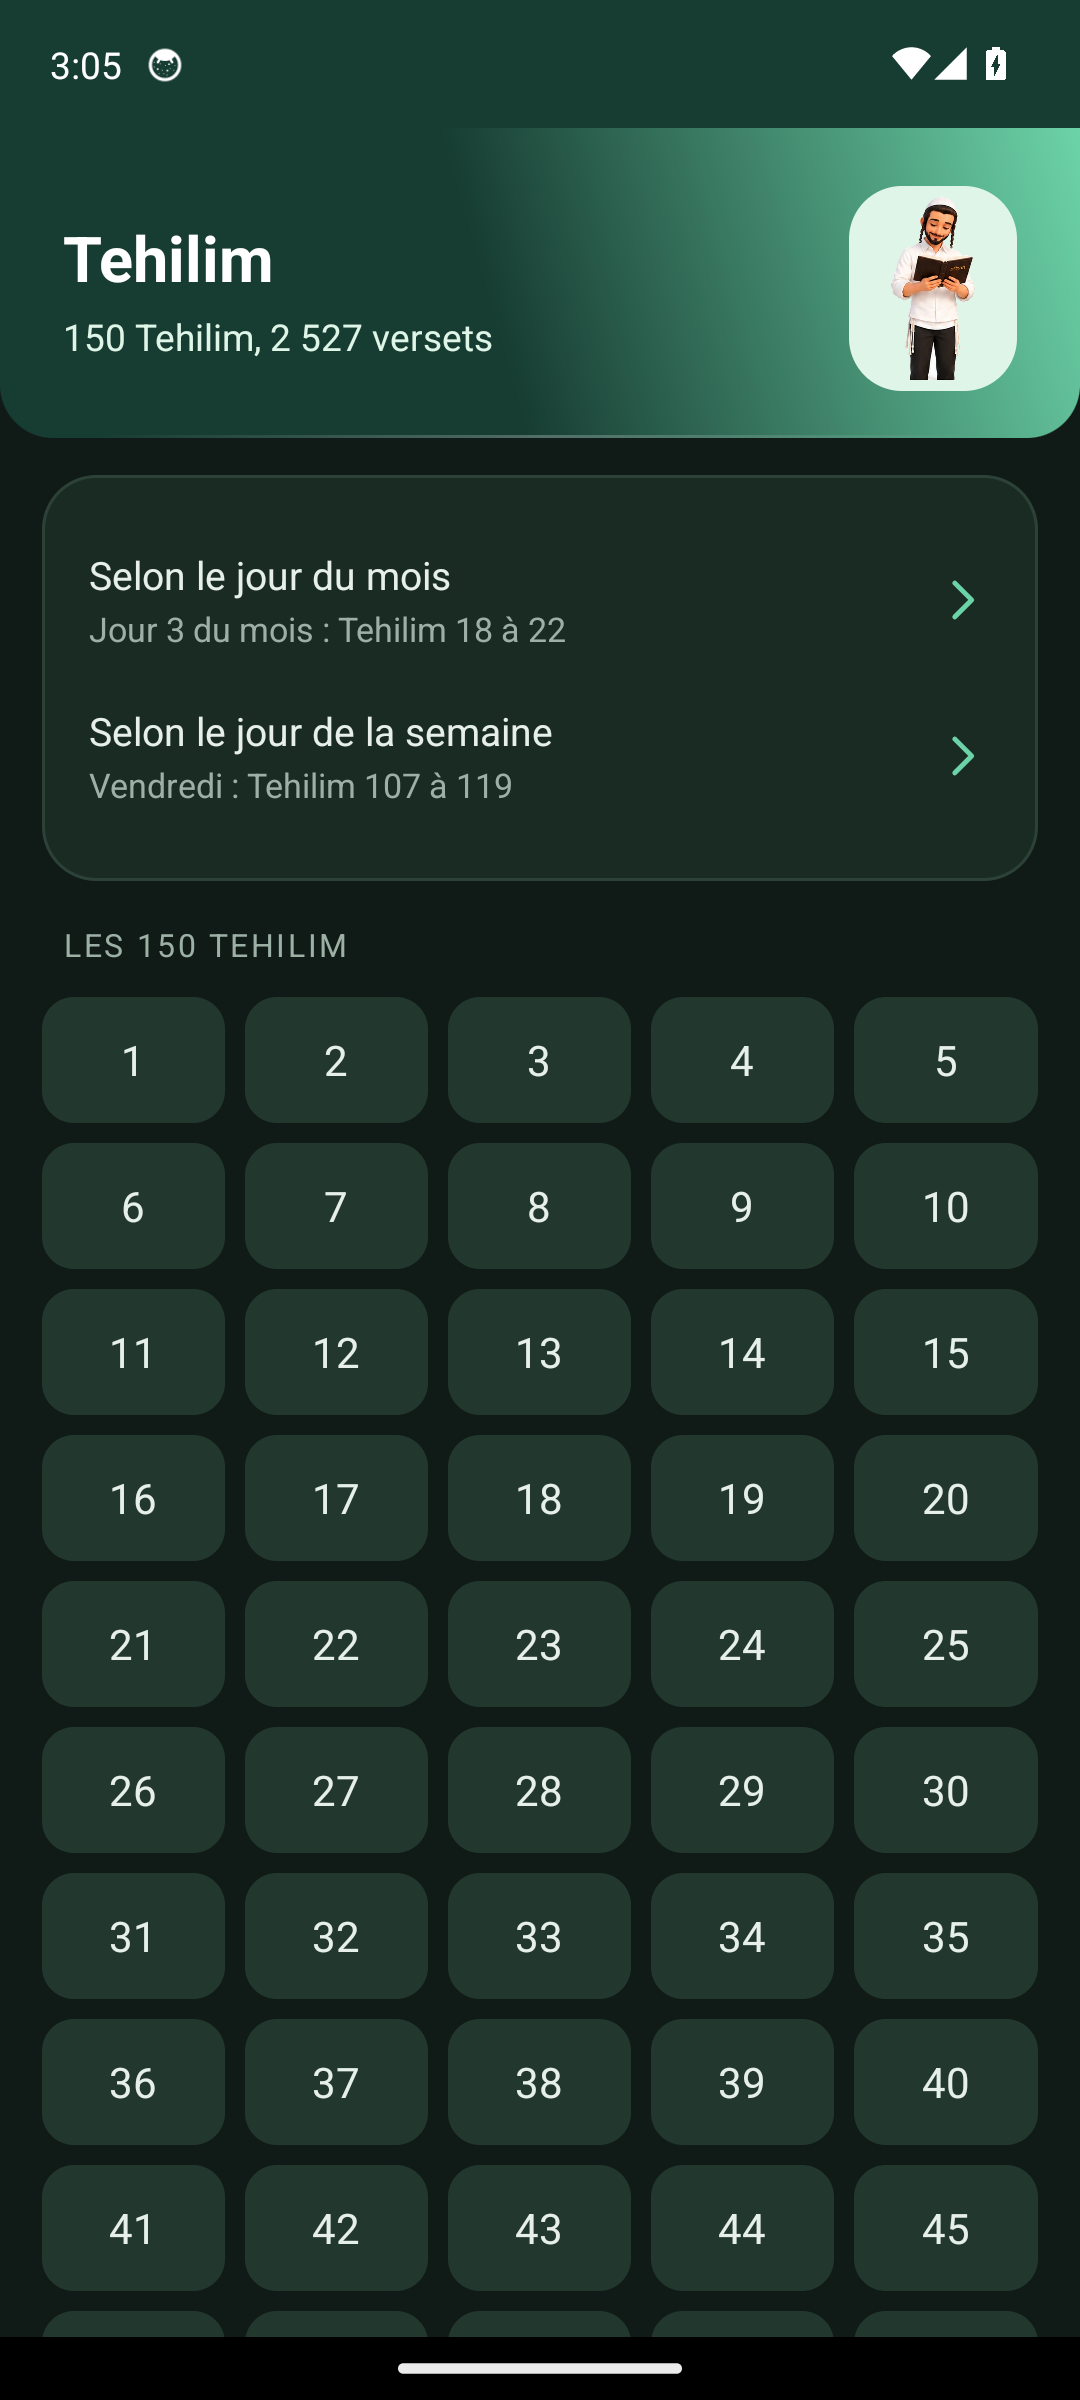 3:05
Tehilim
150 Tehilim, 2 527 versets
Selon le jour du mois
Jour 3 du mois : Tehilim 18 à 22
Selon le jour de la semaine
Vendredi : Tehilim 107 à 119
LES 150 TEHILIM
1 2 3 4 5
6 7 8 9 10
11 12 13 14 15
16 17 18 19 20
21 22 23 24 25
26 27 28 29 30
31 32 33 34 35
36 37 38 39 40
41 42 43 44 45